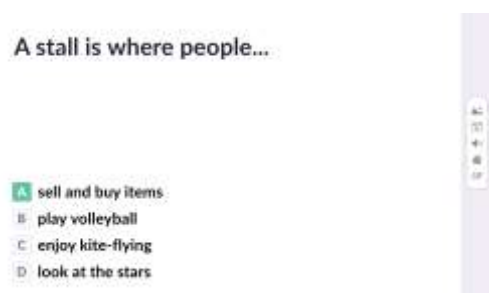 A stall is where people...
A sell and buy items
B play volleyball
C enjoy kite-flying
D look at the stars